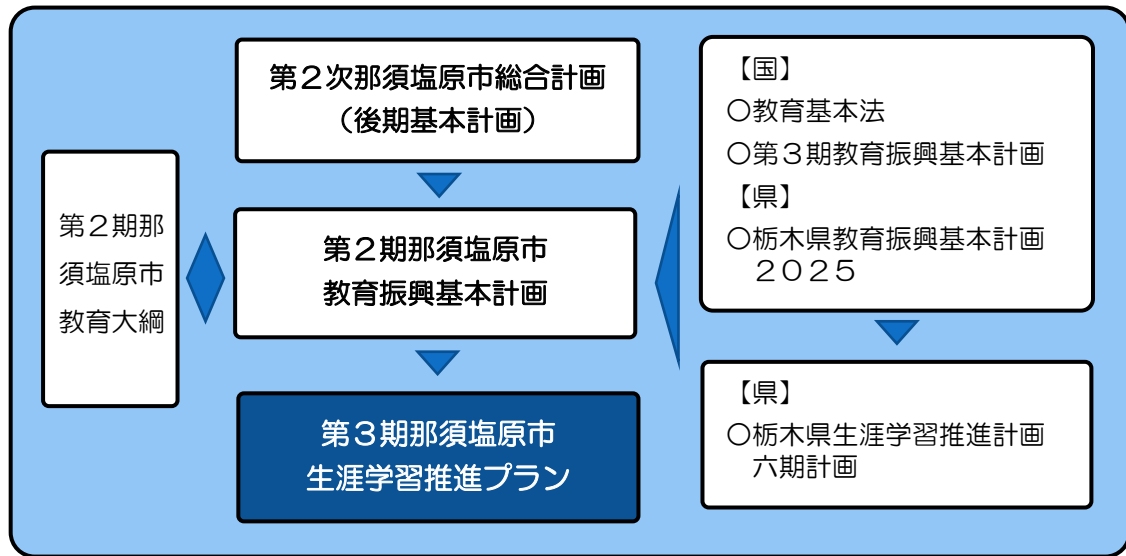 第２次那須塩原市総合計画
（後期基本計画）
第２期那
須塩原市
教育大綱
第２期那須塩原市
教育振興基本計画
第３期那須塩原市
生涯学習推進プラン
【国】
〇教育基本法
〇第３期教育振興基本計画
【県】
〇栃木県教育振興基本計画
２０２５
【県】
〇栃木県生涯学習推進計画
六期計画